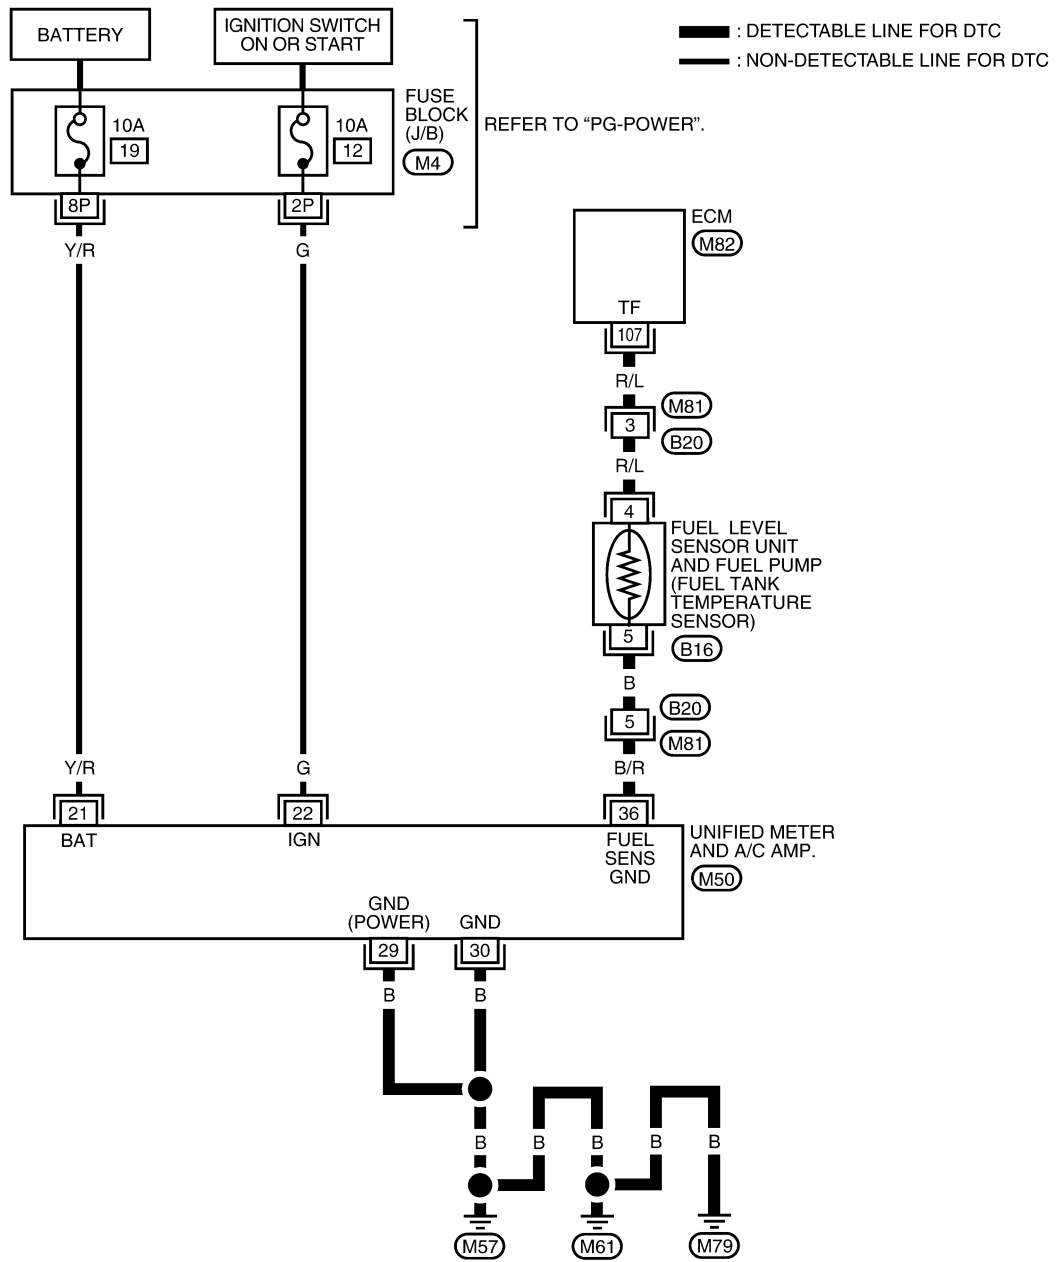 BATTERY
IGNITION SWITCH
ON OR START
: DETECTABLE LINE FOR DTC
: NON-DETECTABLE LINE FOR DTC
10A
19
10A
12
FUSE
BLOCK
(J/B)
M4
REFER TO “PG-POWER”.
8P
2P
Y/R
G
ECM
M82
TF
107
R/L
M81
3
B20
R/L
4
FUEL LEVEL
SENSOR UNIT
AND FUEL PUMP
(FUEL TANK
TEMPERATURE
SENSOR)
5
B16
B
B20
5
M81
Y/R
G
B/R
21
22
36
BAT
IGN
FUEL
SENS
GND
UNIFIED METER
AND A/C AMP.
M50
GND
(POWER)
GND
29
30
B
B
B
B
B
B
B
M57
M61
M79